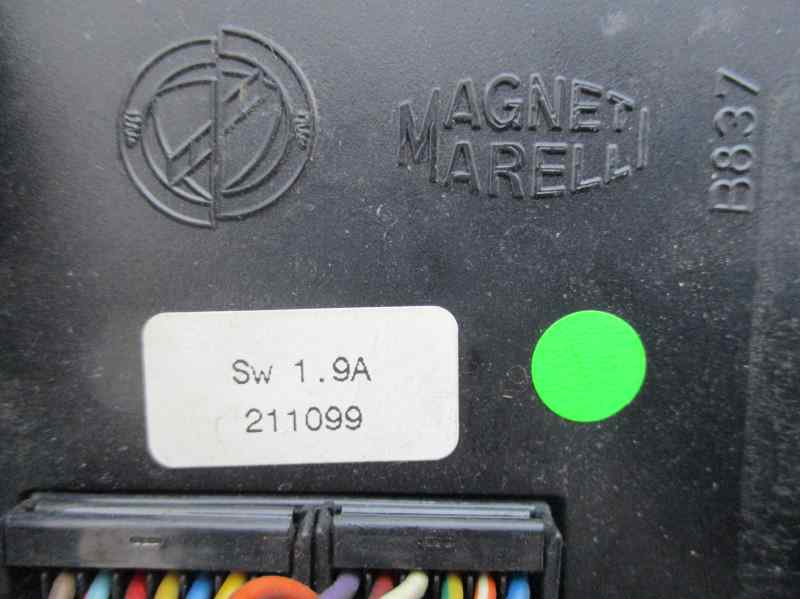 MAGNETI
MARELLI
B837
Sw 1.9A
211099